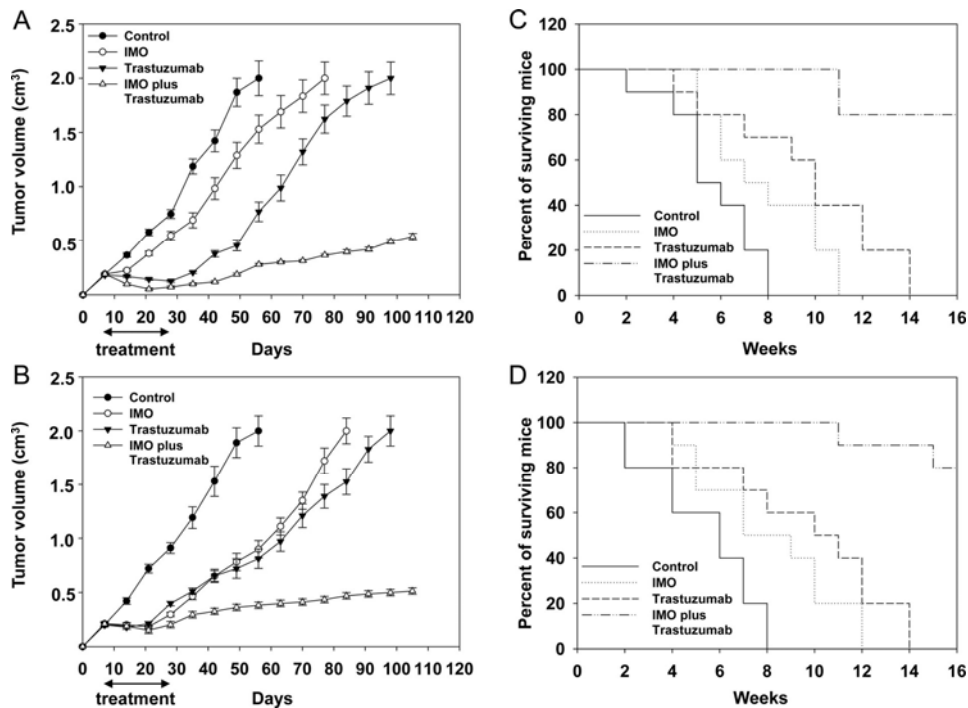 A
2.5
2.0
1.5
1.0
0.5
Tumor volume (cm³)
Control
IMO
Trastuzumab
IMO plus
Trastuzumab
0 10 20 30 40 50 60 70 80 90 100 110 120
treatment
Days
C
120
100
80
60
40
20
0
Percent of surviving mice
Control
IMO
Trastuzumab
IMO plus
Trastuzumab
0 2 4 6 8 10 12 14 16
Weeks
B
2.5
2.0
1.5
1.0
0.5
Tumor volume (cm³)
Control
IMO
Trastuzumab
IMO plus
Trastuzumab
0 10 20 30 40 50 60 70 80 90 100 110 120
treatment
Days
D
120
100
80
60
40
20
0
Percent of surviving mice
Control
IMO
Trastuzumab
IMO plus
Trastuzumab
0 2 4 6 8 10 12 14 16
Weeks